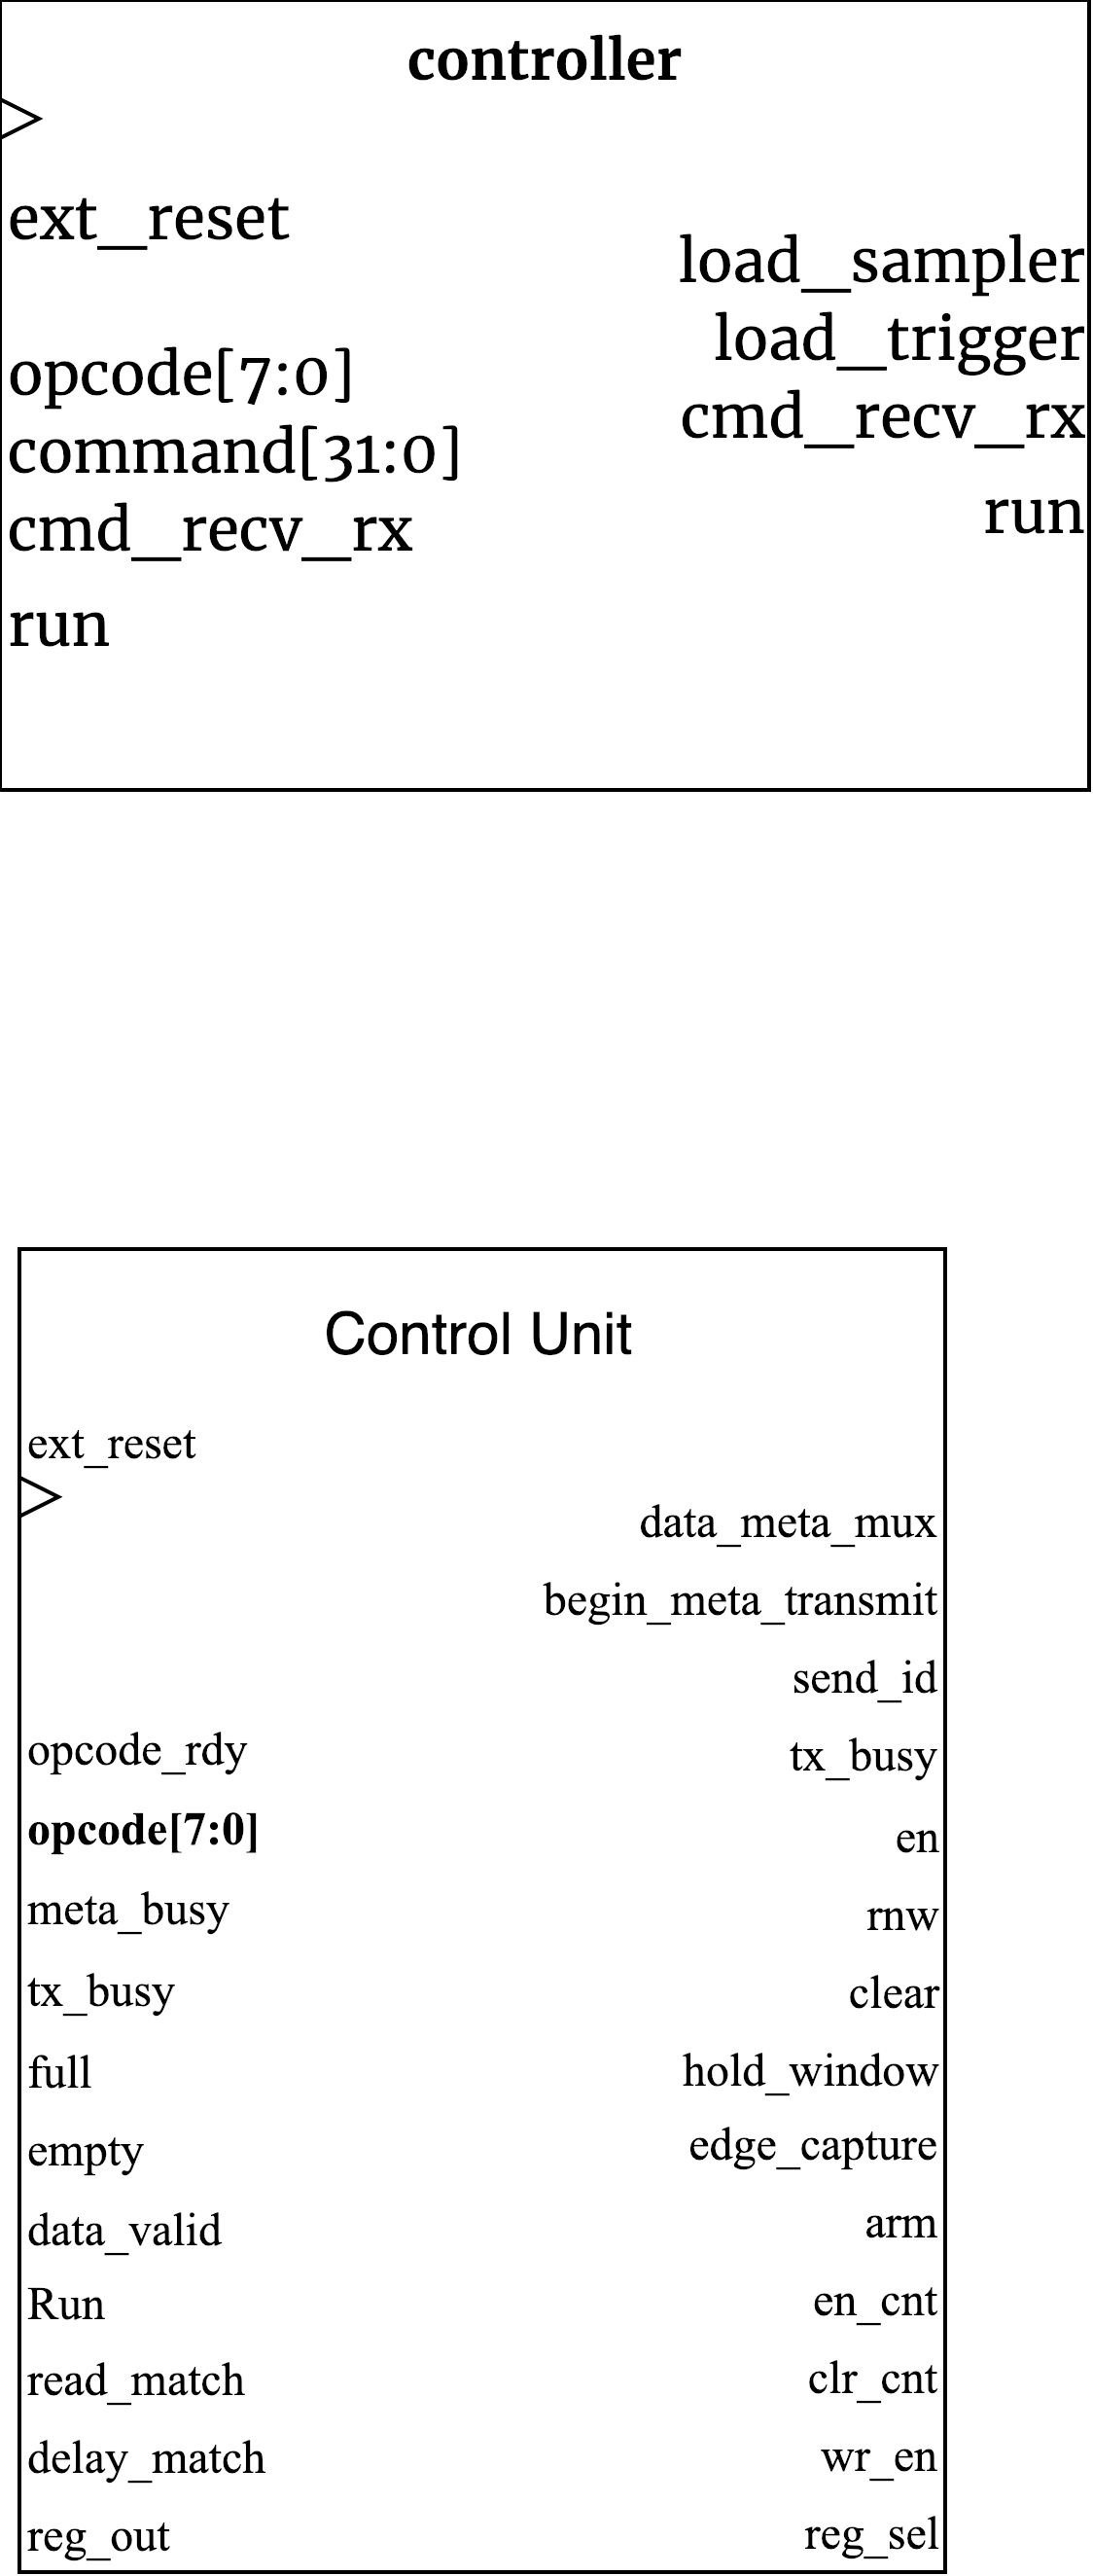 controller
ext_reset
load_sampler
load_trigger
opcode[7:0]
cmd_recv_rx
command[31:0]
run
cmd_recv_rx
run
Control Unit
ext_reset
data_meta_mux
begin_meta_transmit
send_id
opcode_rdy
tx_busy
opcode[7:0]
en
meta_busy
rnw
tx_busy
clear
full
hold_window
empty
edge_capture
data_valid
arm
Run
en_cnt
read_match
clr_cnt
delay_match
wr_en
reg_out
reg_sel